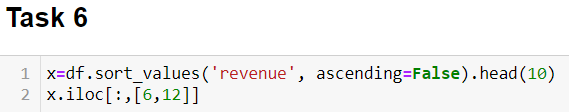 Task 6
1 x=df.sort_values('revenue', ascending=False).head(10)
2 x.iloc[:,[6,12]]